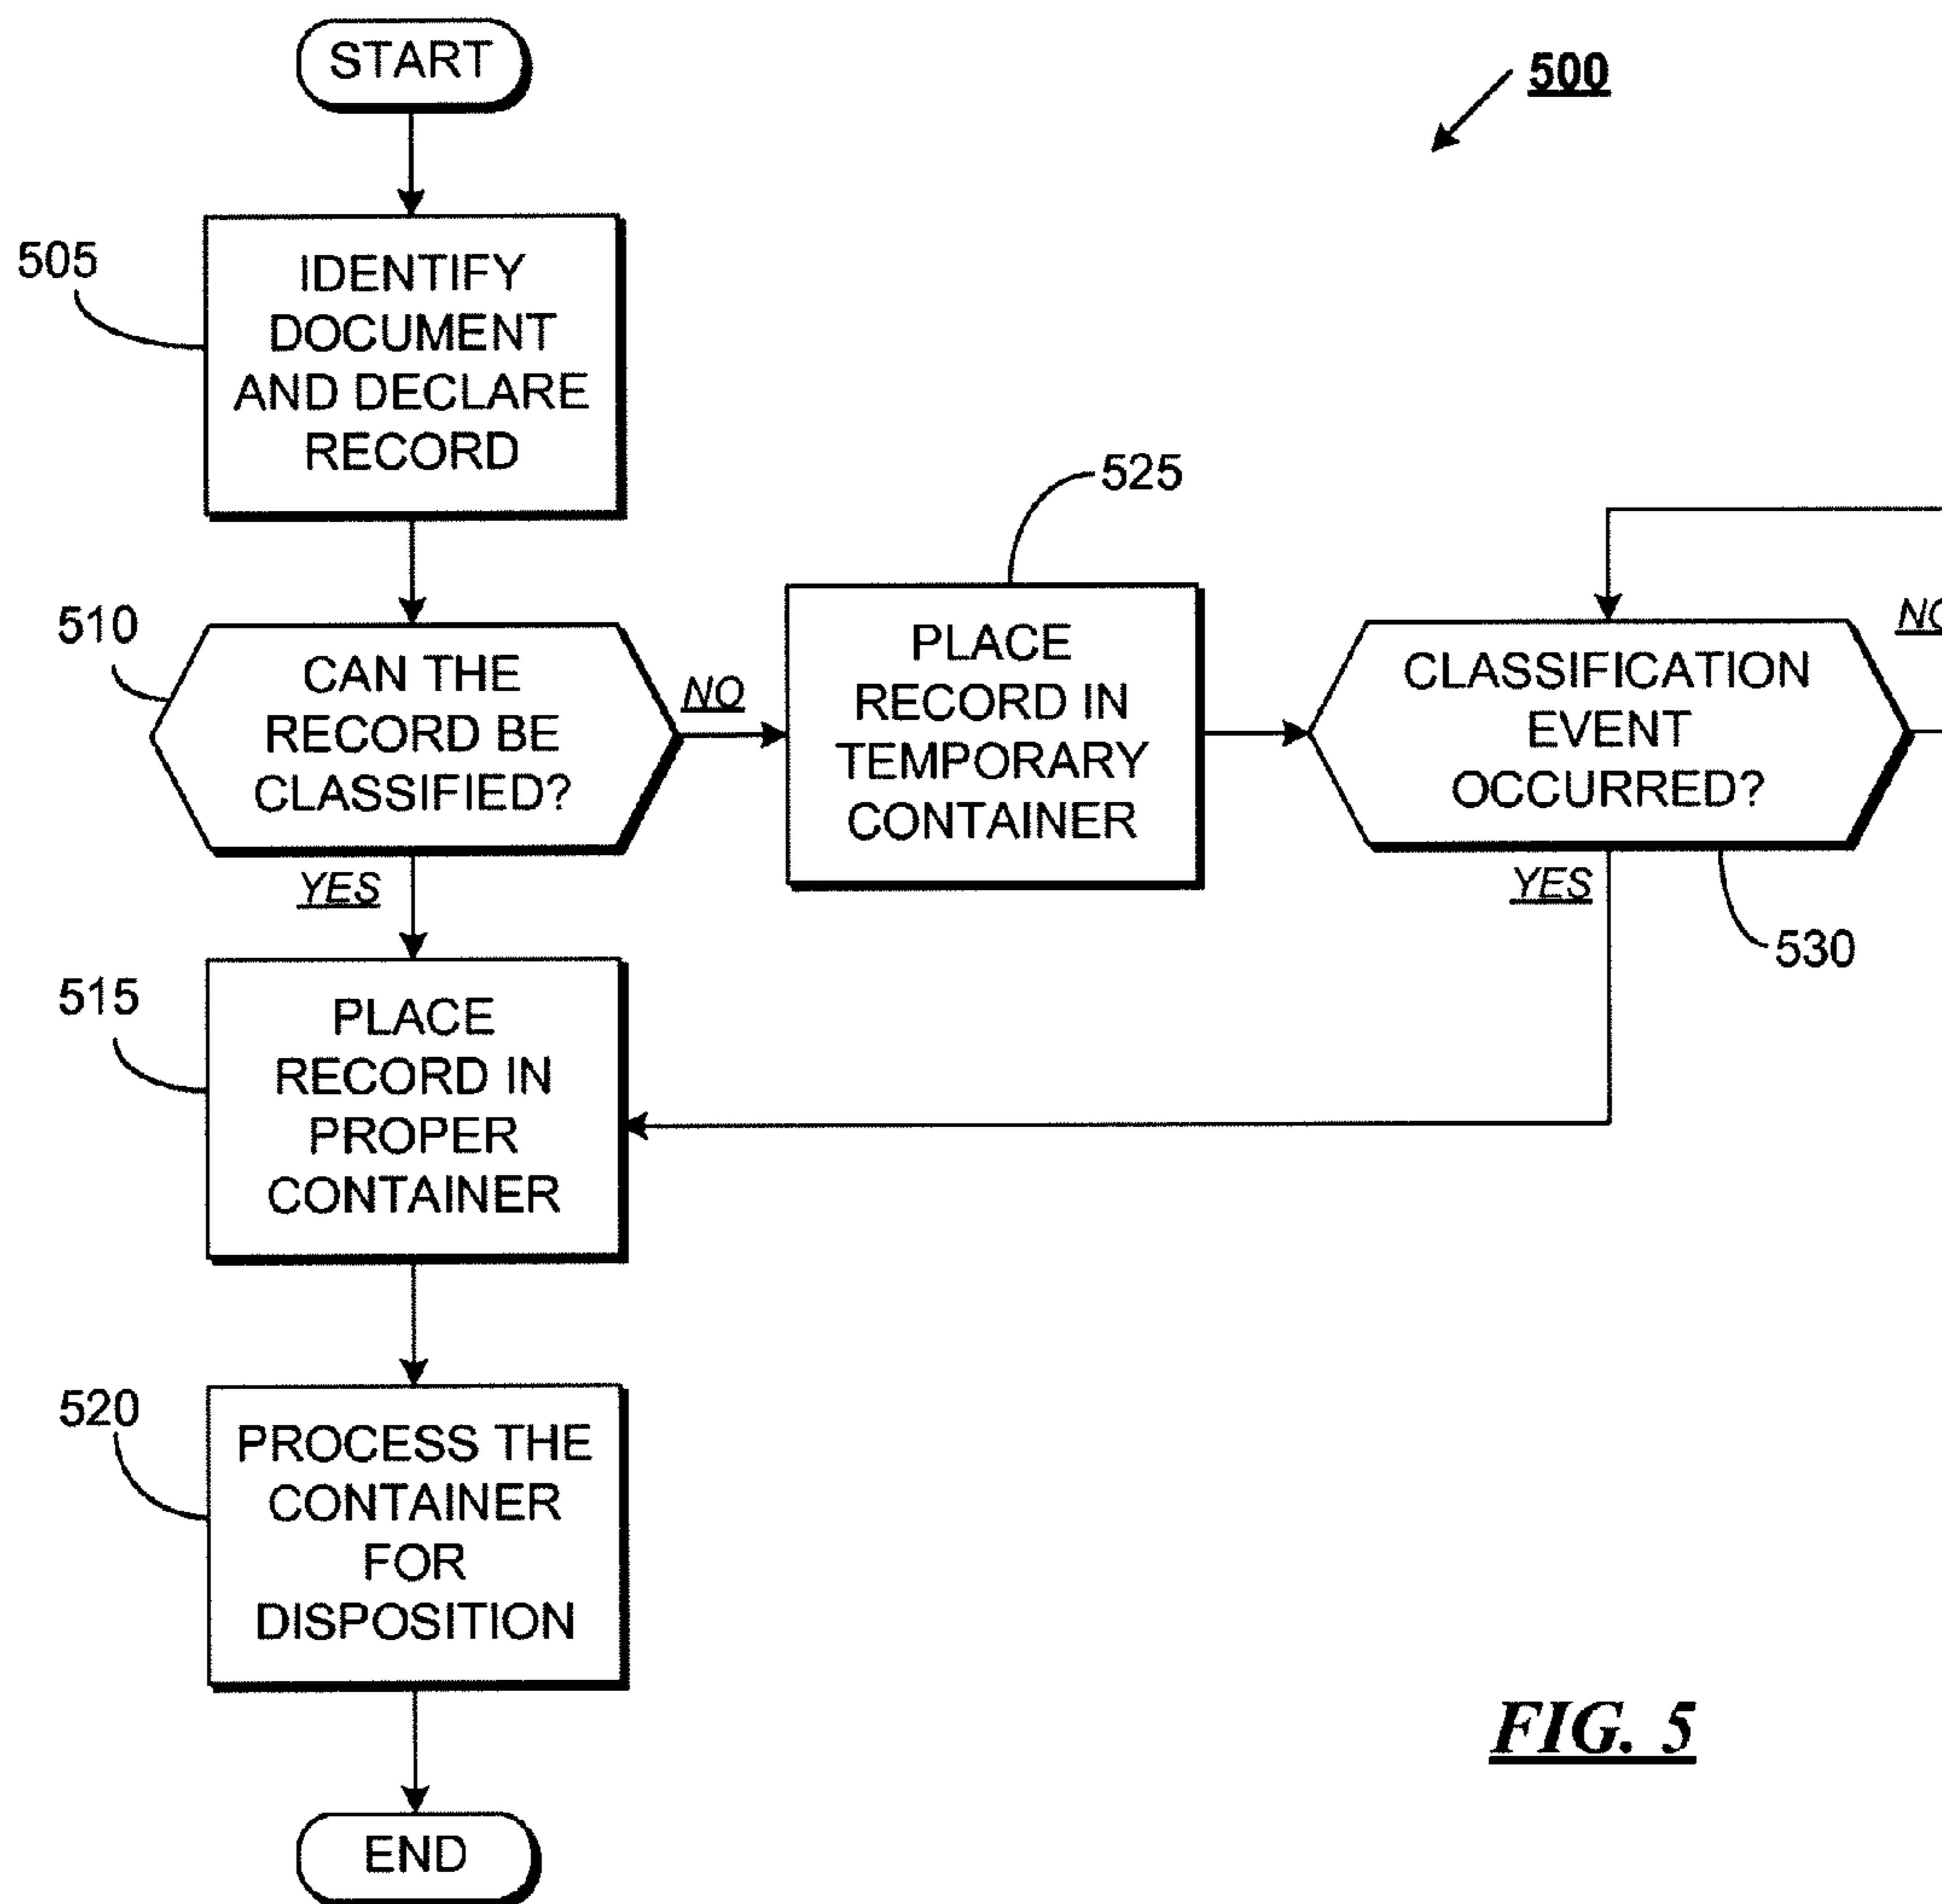 START
500
505
IDENTIFY
DOCUMENT
AND DECLARE
RECORD
525
510
CAN THE
RECORD BE
CLASSIFIED?
NO
PLACE
RECORD IN
TEMPORARY
CONTAINER
CLASSIFICATION
EVENT
OCCURRED?
NO
YES
YES
530
515
PLACE
RECORD IN
PROPER
CONTAINER
520
PROCESS THE
CONTAINER
FOR
DISPOSITION
FIG. 5
END